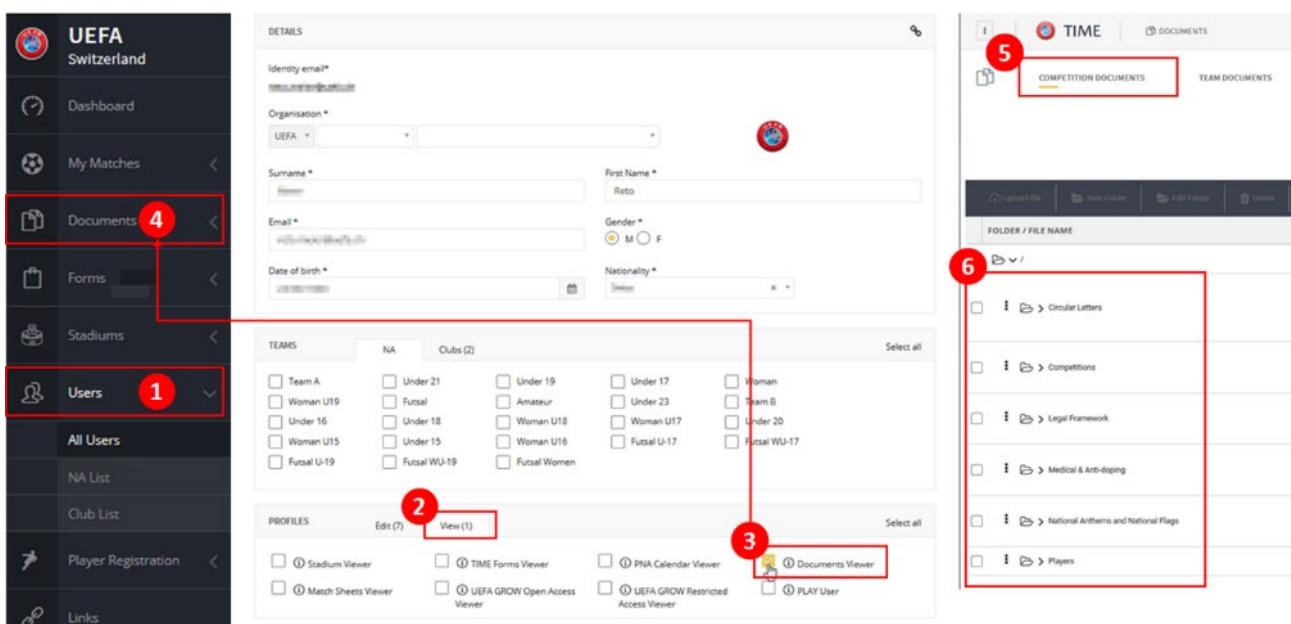 UEFA
Switzerland
Dashboard
My Matches
Documents 4
Forms
Stadiums
Users 1
All Users
NA List
Club List
Player Registration
Links
DETAILS
Identity email*
Organisation *
UEFA
Surname *
First Name *
Reto
Email *
Gender *
M F
Date of birth *
Nationality *
TEAMS NA Clubs (2) Select all
Team A Under 21 Under 19 Under 17 Woman
Woman U19 Futsal Amateur Under 23 Team B
Under 16 Under 18 Woman U18 Woman U17 Under 20
Woman U15 Under 15 Woman U16 Futsal U-17 Futsal WU-17
Futsal U-19 Futsal WU-19 Futsal Women
2
PROFILES Edit (7) View (1) Select all
3
Stadium Viewer TIME Forms Viewer PNA Calendar Viewer Documents Viewer
Match Sheets Viewer UEFA GROW Open Access Viewer UEFA GROW Restricted Access Viewer PLAY User
TIME DOCUMENTS
5
COMPETITION DOCUMENTS TEAM DOCUMENTS
Upload file New Folder Edit Folder Delete
FOLDER / FILE NAME
6
/
Circular Letters
Competitions
Legal Framework
Medical & Anti-doping
National Anthems and National Flags
Players